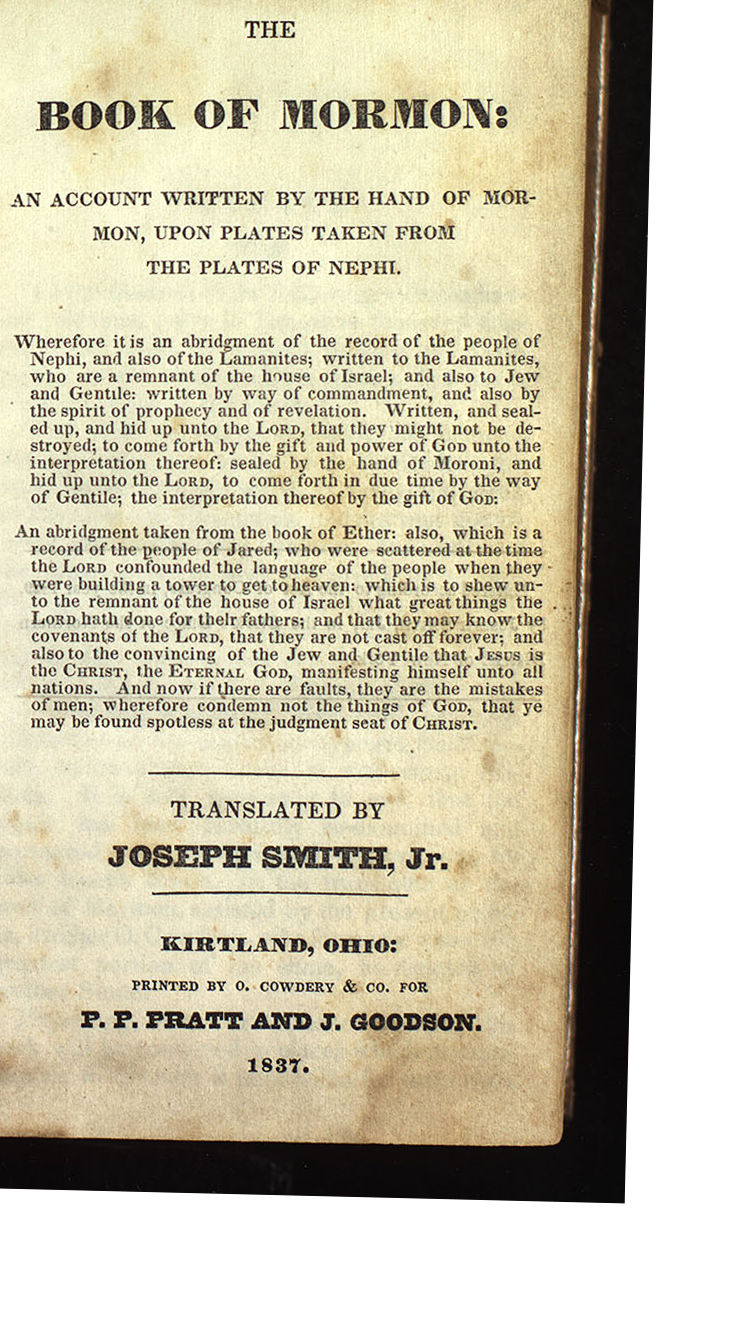 THE
BOOK OF MORMON:
AN ACCOUNT WRITTEN BY THE HAND OF MOR-
MON, UPON PLATES TAKEN FROM
THE PLATES OF NEPHI.
Wherefore it is an abridgment of the record of the people of
Nephi, and also of the Lamanites; written to the Lamanites,
who are a remnant of the house of Israel; and also to Jew
and Gentile: written by way of commandment, and also by
the spirit of prophecy and of revelation. Written, and seal-
ed up, and hid up unto the LORD, that they might not be de-
stroyed; to come forth by the gift and power of GOD unto the
interpretation thereof: sealed by the hand of Moroni, and
hid up unto the LORD, to come forth in due time by the way
of Gentile; the interpretation thereof by the gift of GOD:
An abridgment taken from the book of Ether: also, which is a
record of the people of Jared; who were scattered at the time
the LORD confounded the language of the people when they
were building a tower to get to heaven: which is to shew un-
to the remnant of the house of Israel what great things the
LORD hath done for their fathers; and that they may know the
covenants of the LORD, that they are not cast off forever; and
also to the convincing of the Jew and Gentile that JESUS is
the CHRIST, the ETERNAL GOD, manifesting himself unto all
nations. And now if there are faults, they are the mistakes
of men; wherefore condemn not the things of GOD, that ye
may be found spotless at the judgment seat of CHRIST.
TRANSLATED BY
JOSEPH SMITH, Jr.
KIRTLAND, OHIO:
PRINTED BY O. COWDERY & CO. FOR
P. P. PRATT AND J. GOODSON.
1837.